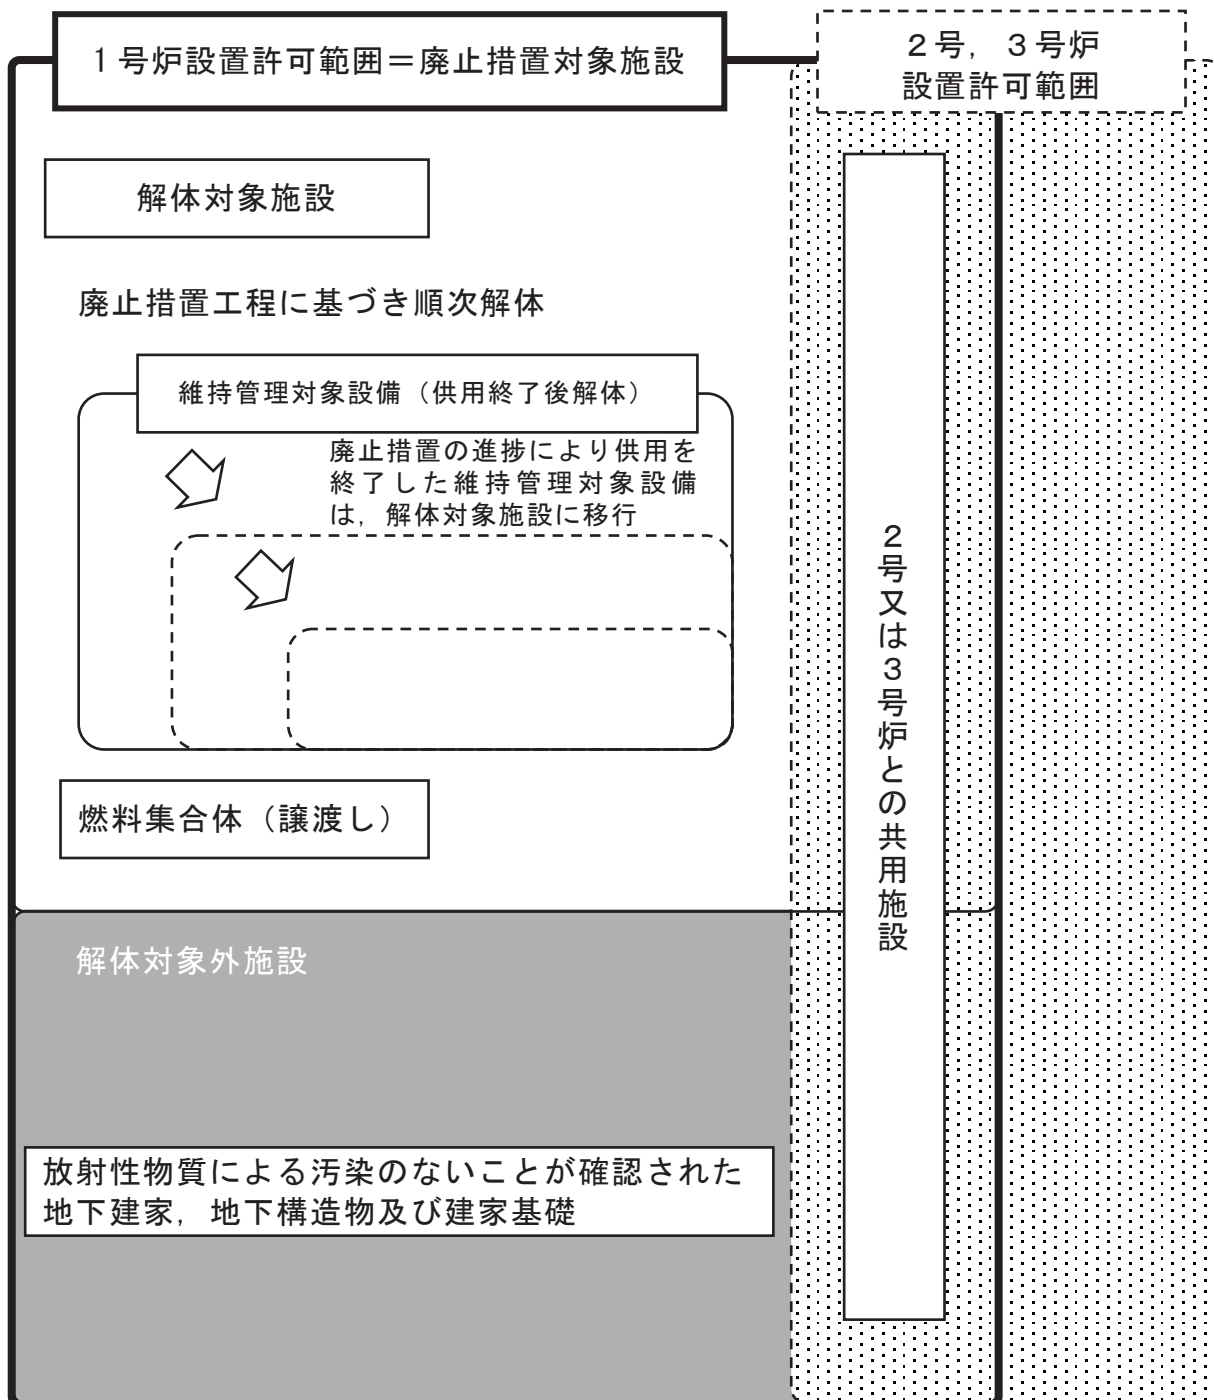 1号炉設置許可範囲＝廃止措置対象施設
2号，3号炉
設置許可範囲
解体対象施設
廃止措置工程に基づき順次解体
維持管理対象設備（供用終了後解体）
廃止措置の進捗により供用を
終了した維持管理対象設備
は，解体対象施設に移行
燃料集合体（譲渡し）
2号又は3号炉との共用施設
解体対象外施設
放射性物質による汚染のないことが確認された
地下建家，地下構造物及び建家基礎